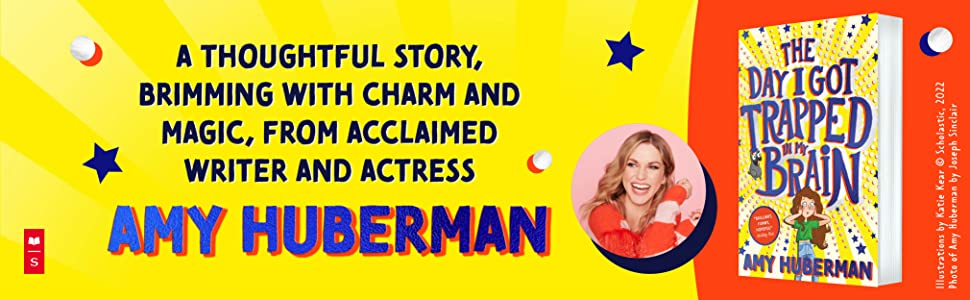 A THOUGHTFUL STORY,
BRIMMING WITH CHARM AND
MAGIC, FROM ACCLAIMED
WRITER AND ACTRESS
AMY HUBERMAN
S
THE
DAY I GOT
TRAPPED
IN MY
BRAIN
AMY HUBERMAN
Illustrations by Katie Kear © Scholastic, 2022
Photo of Amy Huberman by Joseph Sinclair